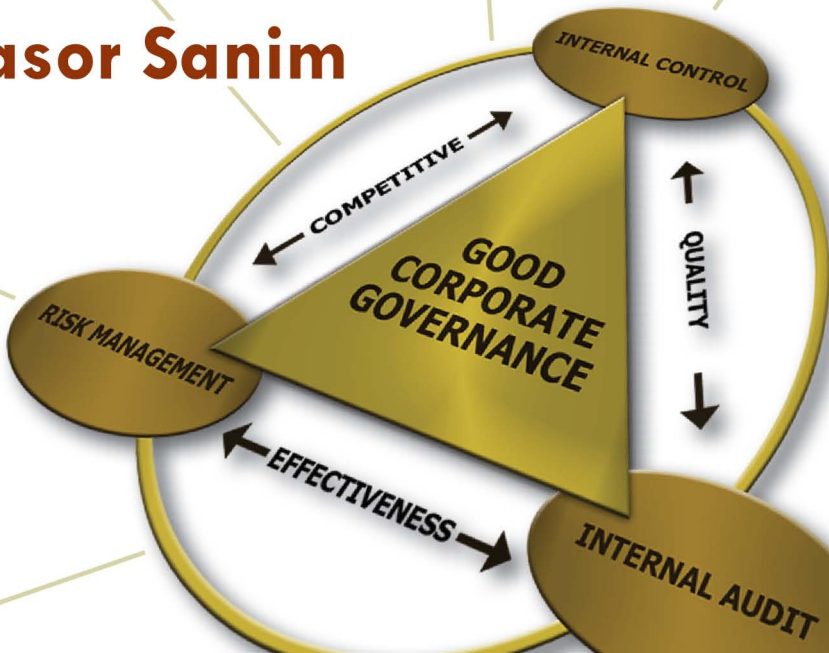 asor Sanim
INTERNAL CONTROL
COMPETITIVE
QUALITY
GOOD
CORPORATE
GOVERNANCE
RISK MANAGEMENT
EFFECTIVENESS
INTERNAL AUDIT